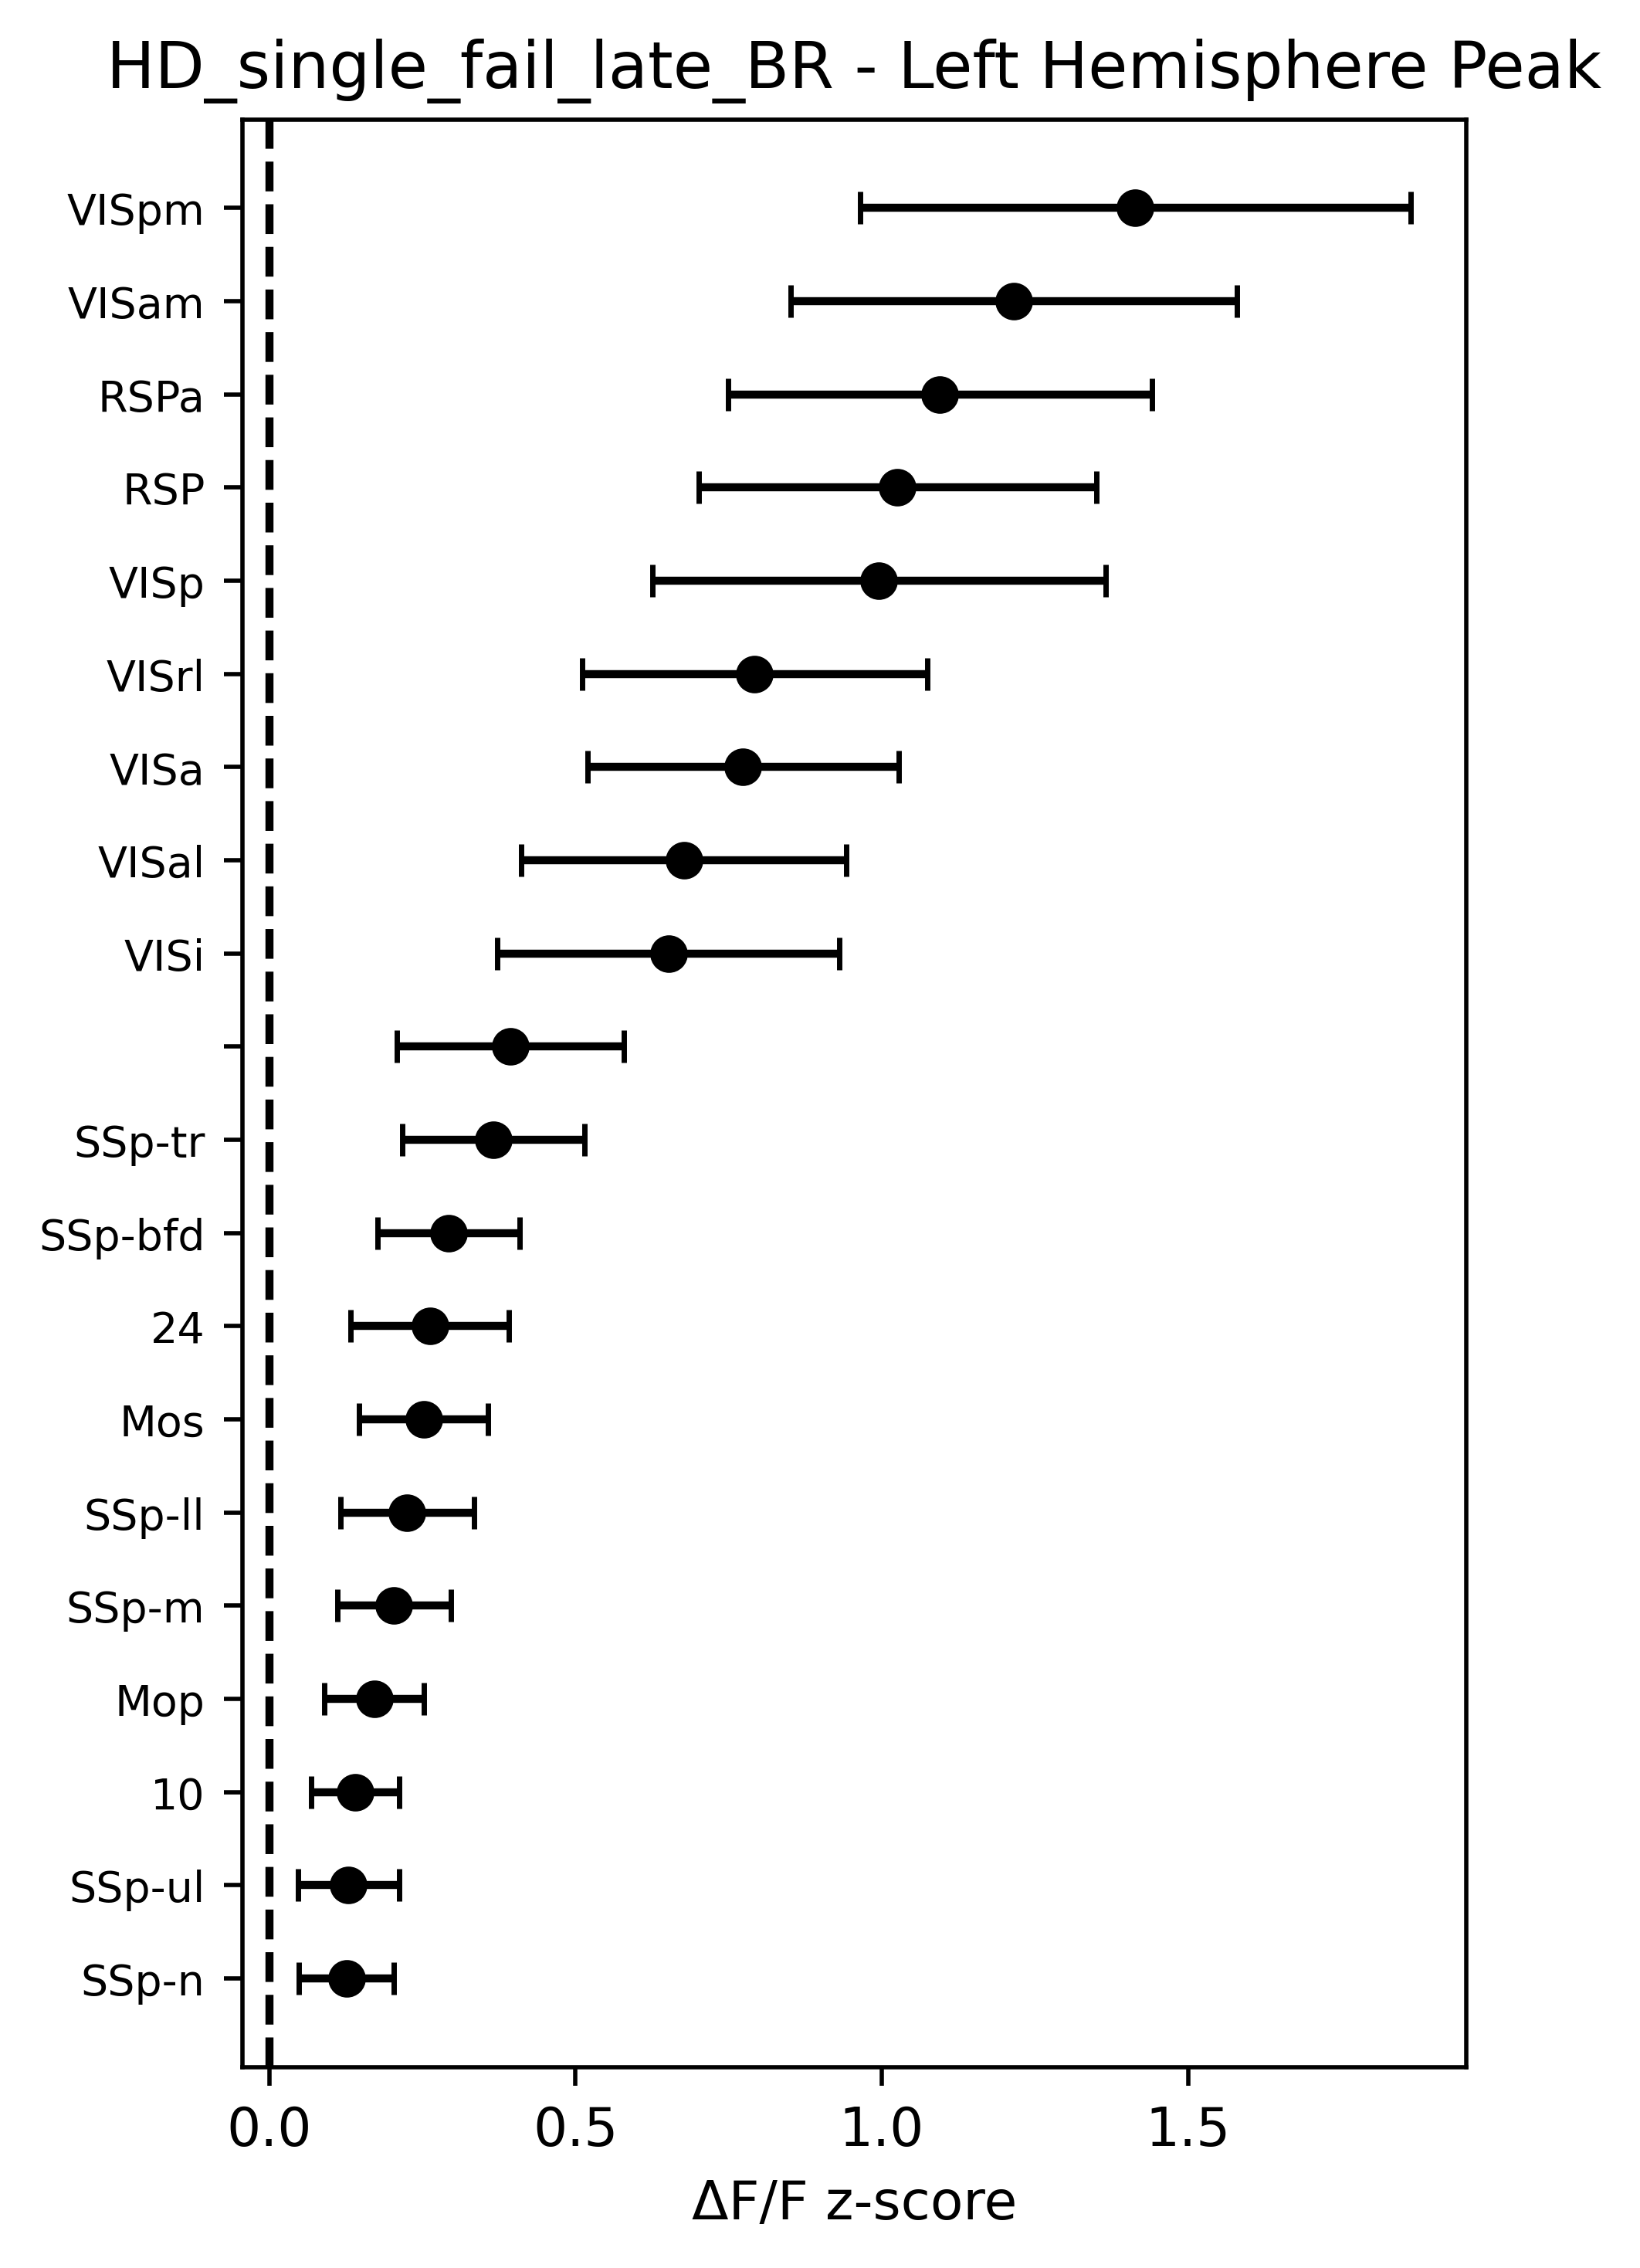 HD_single_fail_late_BR - Left Hemisphere Peak
VISpm
VISam
RSPa
RSP
VISp
VISrl
VISa
VISal
VISi
SSp-tr
SSp-bfd
24
Mos
SSp-ll
SSp-m
Mop
10
SSp-ul
SSp-n
0.0 0.5 1.0 1.5
ΔF/F z-score